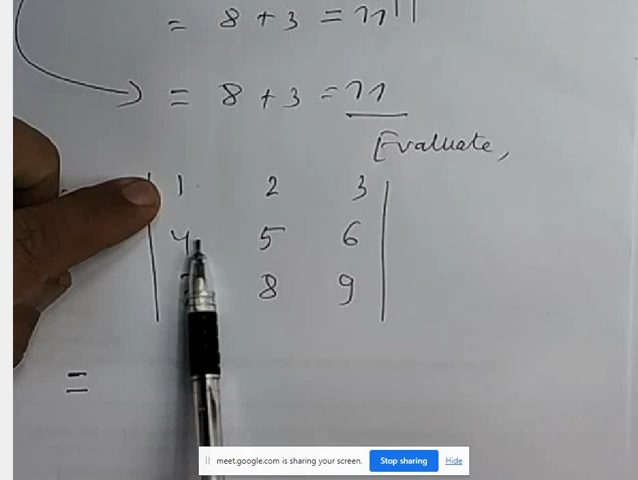 = 8 + 3 = 11
= 8 + 3 = 11
Evaluate,
1 2 3
4 5 6
8 9
=
meet.google.com is sharing your screen. Stop sharing Hide